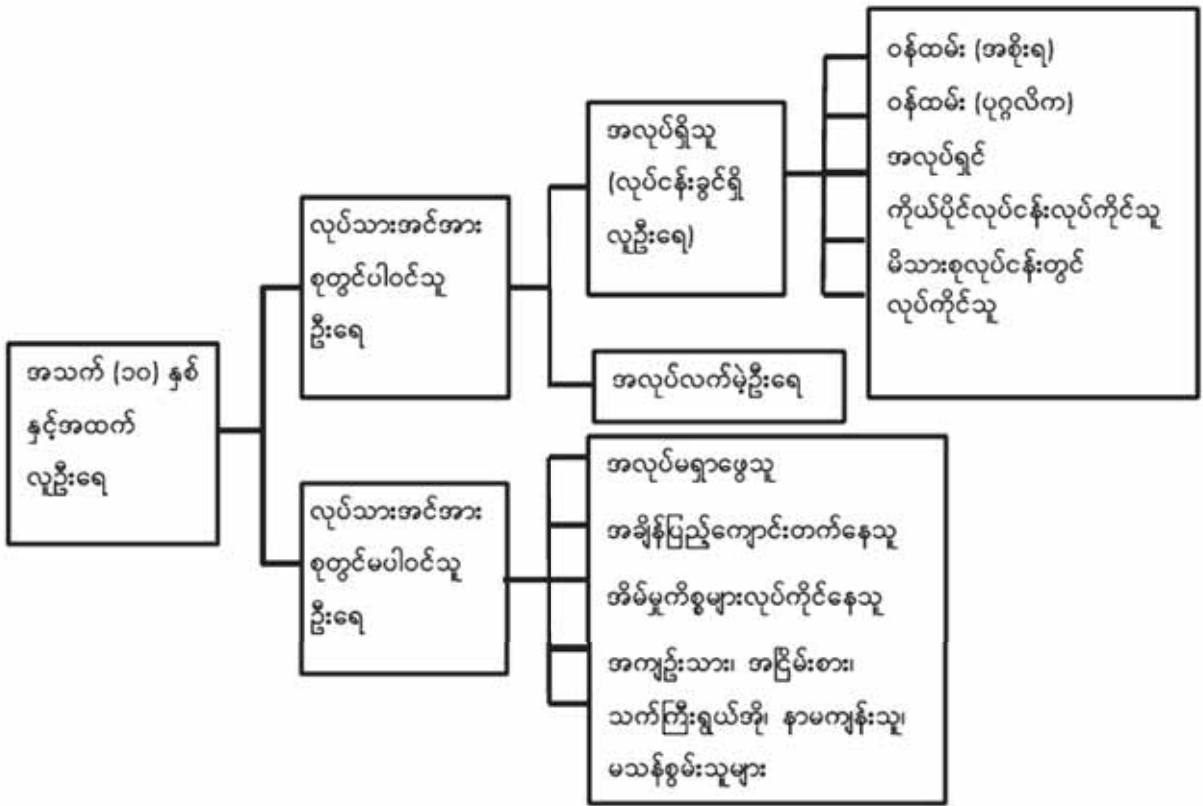 အသက် (၁၀) နှစ်
နှင့်အထက်
လူဦးရေ
လုပ်သားအင်အား
စုတွင်ပါဝင်သူ
ဦးရေ
အလုပ်ရှိသူ
(လုပ်ငန်းခွင်ရှိ
လူဦးရေ)
ဝန်ထမ်း (အစိုးရ)
ဝန်ထမ်း (ပုဂ္ဂလိက)
အလုပ်ရှင်
ကိုယ်ပိုင်လုပ်ငန်းလုပ်ကိုင်သူ
မိသားစုလုပ်ငန်းတွင်
လုပ်ကိုင်သူ
အလုပ်လက်မဲ့ဦးရေ
လုပ်သားအင်အား
စုတွင်မပါဝင်သူ
ဦးရေ
အလုပ်မရှာဖွေသူ
အချိန်ပြည့်ကျောင်းတက်နေသူ
အိမ်မှုကိစ္စများလုပ်ကိုင်နေသူ
အကျဉ်းသား၊ အငြိမ်းစား၊
သက်ကြီးရွယ်အို၊ နာမကျန်းသူ၊
မသန်စွမ်းသူများ